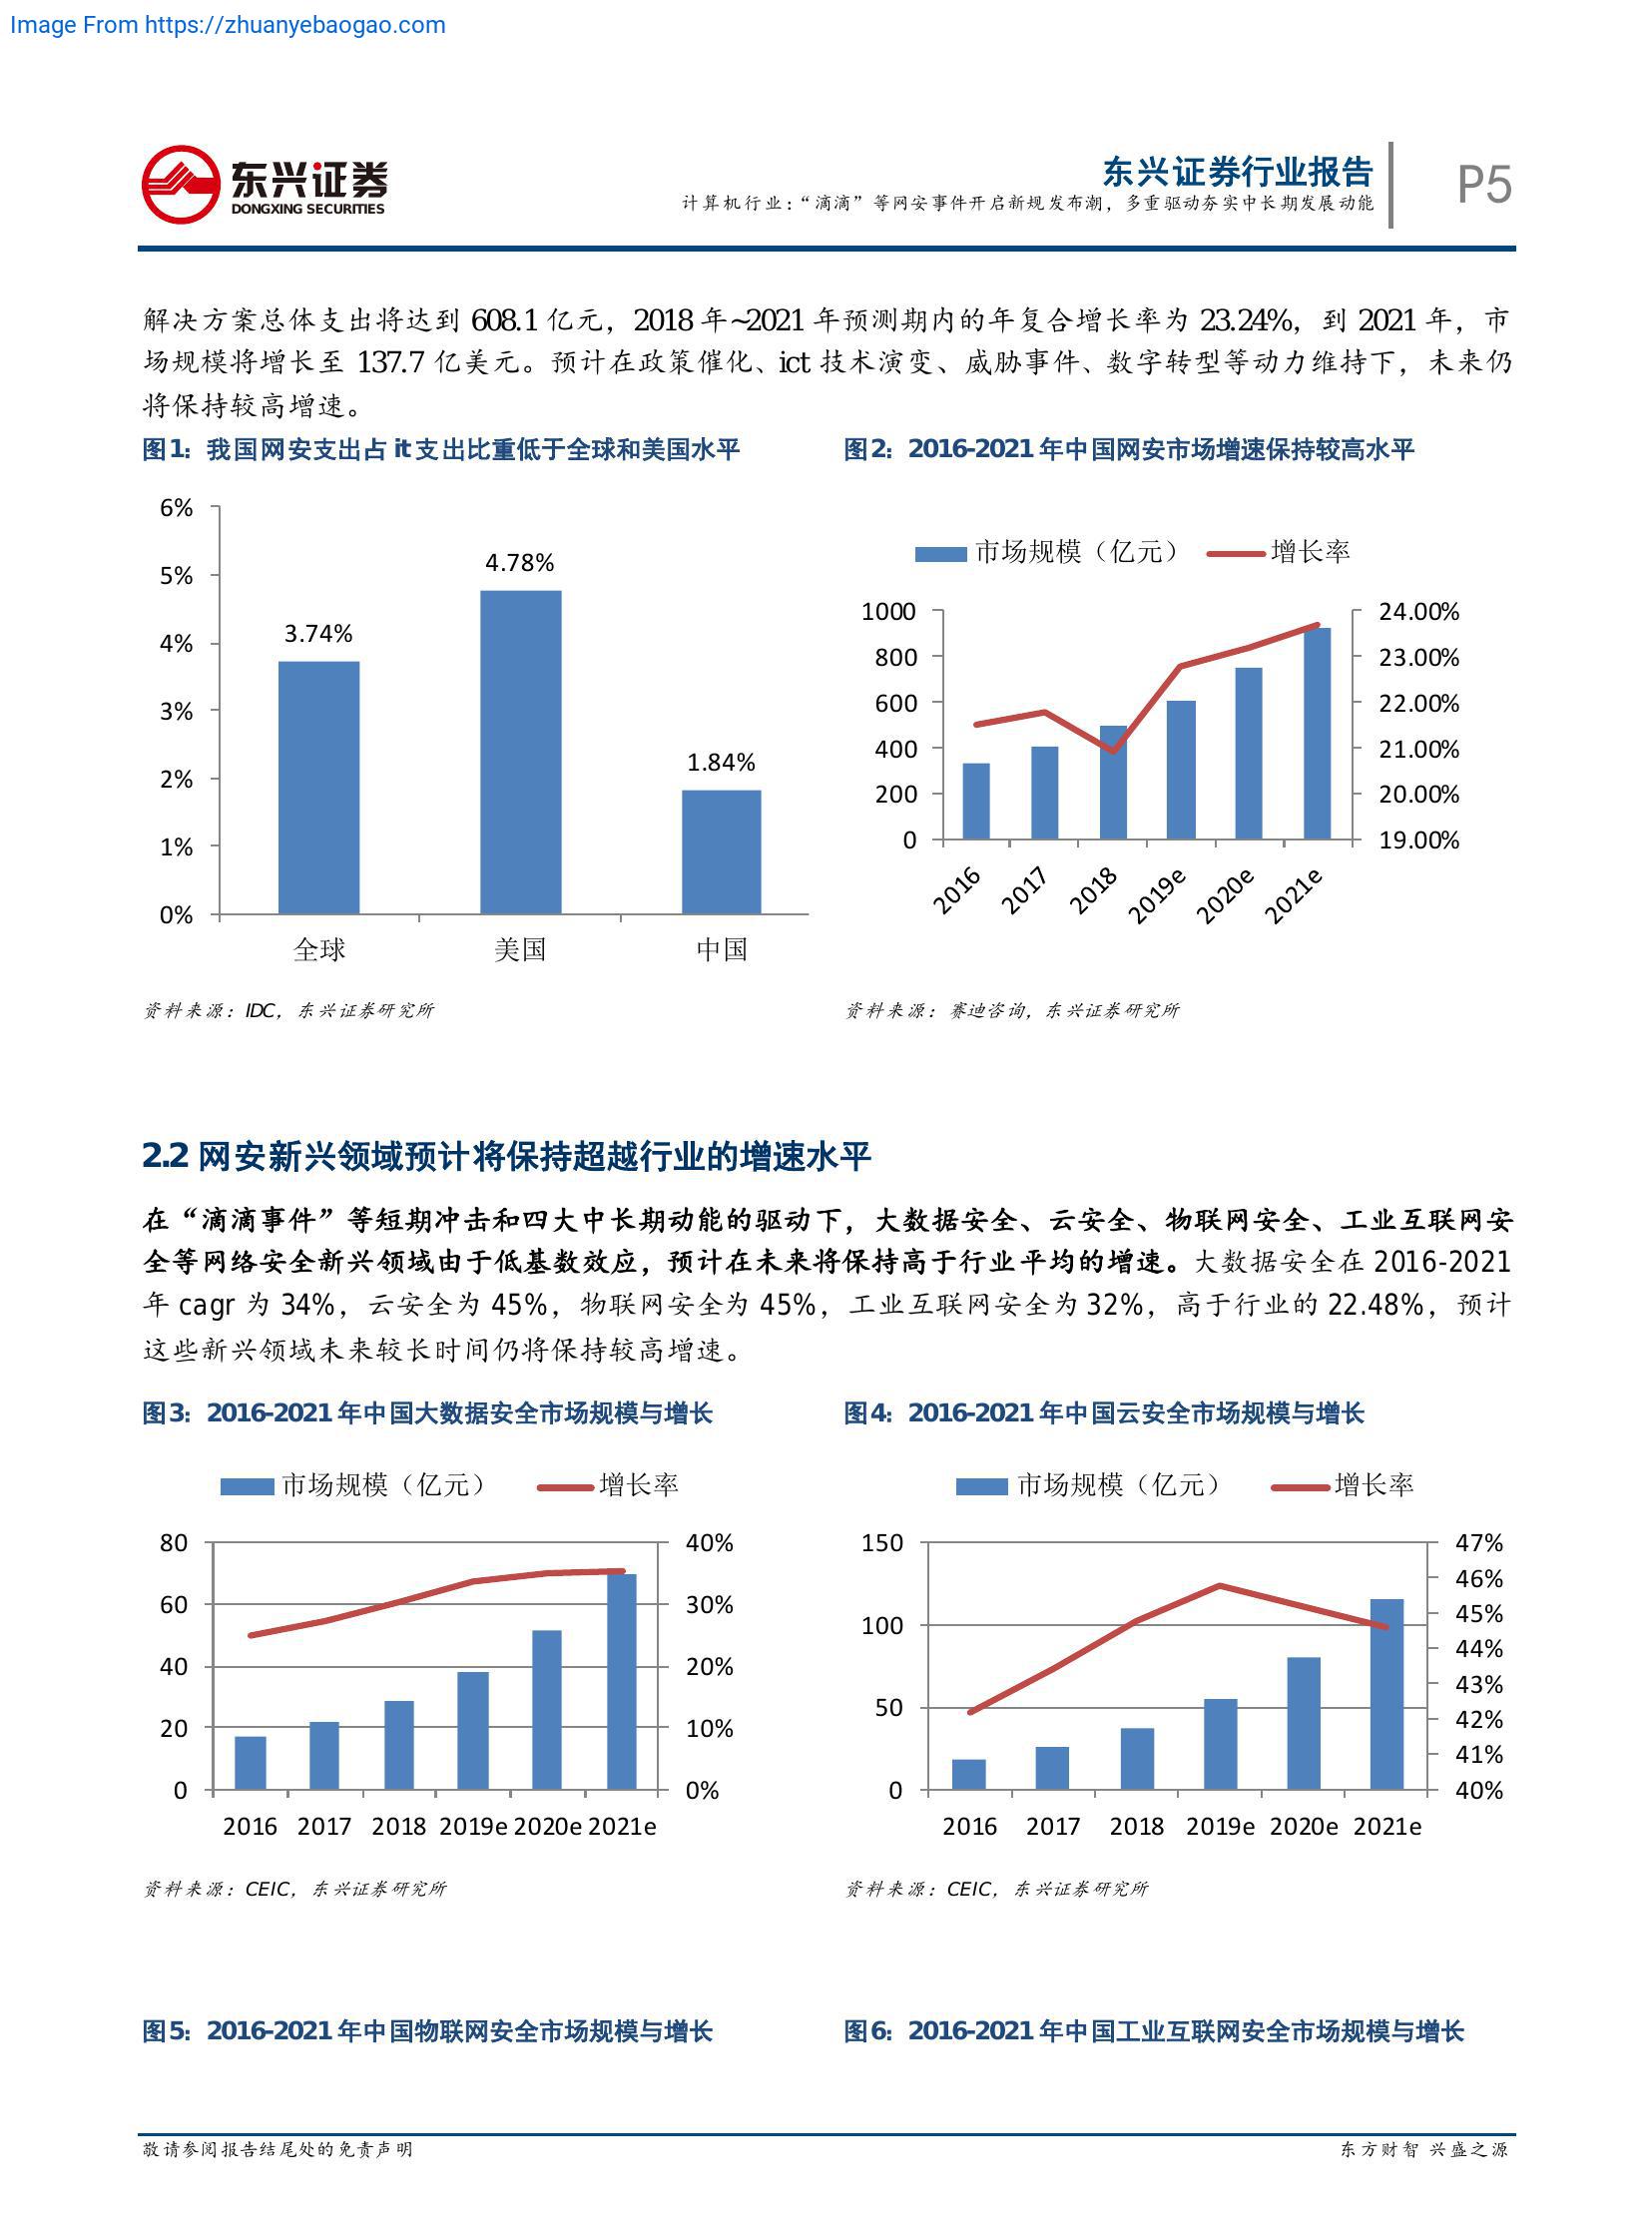 Image From https://zhuanyebaogao.com
东兴证券
DONGXING SECURITIES
东兴证券行业报告
计算机行业：“滴滴”等网安事件开启新规发布潮，多重驱动夯实中长期发展动能
P5
解决方案总体支出将达到 608.1 亿元，2018 年~2021 年预测期内的年复合增长率为 23.24%，到 2021 年，市
场规模将增长至 137.7 亿美元。预计在政策催化、ict 技术演变、威胁事件、数字转型等动力维持下，未来仍
将保持较高增速。
图1：我国网安支出占 it 支出比重低于全球和美国水平
6%
5%
4%
3%
2%
1%
0%
3.74%
4.78%
1.84%
全球 美国 中国
资料来源：IDC，东兴证券研究所
图2：2016-2021 年中国网安市场增速保持较高水平
市场规模（亿元） 增长率
1000 24.00%
800 23.00%
600 22.00%
400 21.00%
200 20.00%
0 19.00%
2016 2017 2018 2019e 2020e 2021e
资料来源：赛迪咨询，东兴证券研究所
2.2 网安新兴领域预计将保持超越行业的增速水平
在“滴滴事件”等短期冲击和四大中长期动能的驱动下，大数据安全、云安全、物联网安全、工业互联网安
全等网络安全新兴领域由于低基数效应，预计在未来将保持高于行业平均的增速。大数据安全在 2016-2021
年 cagr 为 34%，云安全为 45%，物联网安全为 45%，工业互联网安全为 32%，高于行业的 22.48%，预计
这些新兴领域未来较长时间仍将保持较高增速。
图3：2016-2021 年中国大数据安全市场规模与增长
市场规模（亿元） 增长率
80 40%
60 30%
40 20%
20 10%
0 0%
2016 2017 2018 2019e 2020e 2021e
资料来源：CEIC，东兴证券研究所
图4：2016-2021 年中国云安全市场规模与增长
市场规模（亿元） 增长率
150
100
50
0
47%
46%
45%
44%
43%
42%
41%
40%
2016 2017 2018 2019e 2020e 2021e
资料来源：CEIC，东兴证券研究所
图5：2016-2021 年中国物联网安全市场规模与增长
图6：2016-2021 年中国工业互联网安全市场规模与增长
敬请参阅报告结尾处的免责声明
东方财智 兴盛之源